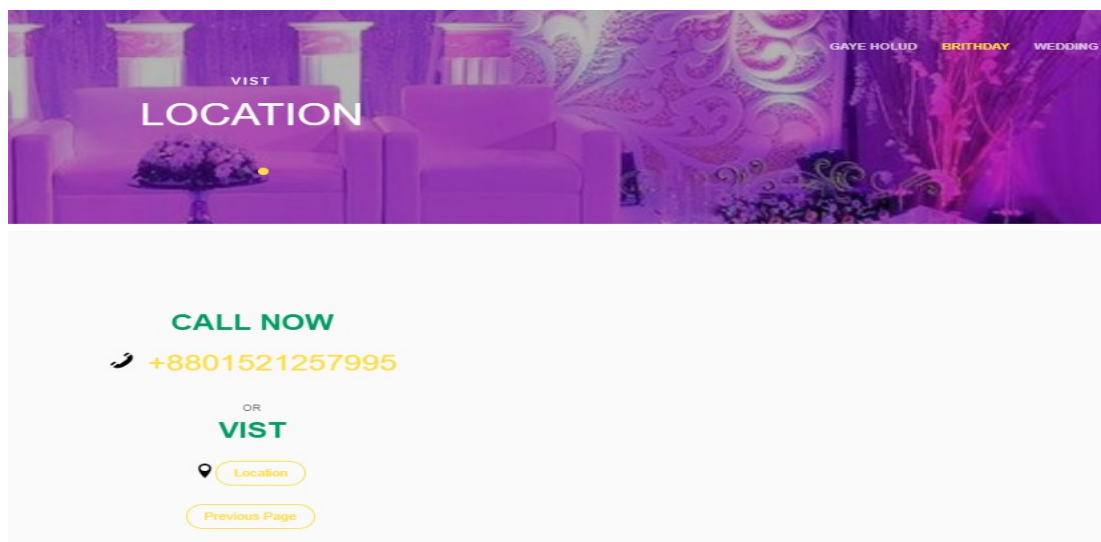 GAYE HOLUD BRITHDAY WEDDING
VIST
LOCATION
CALL NOW
+8801521257995
OR
VIST
Location
Previous Page